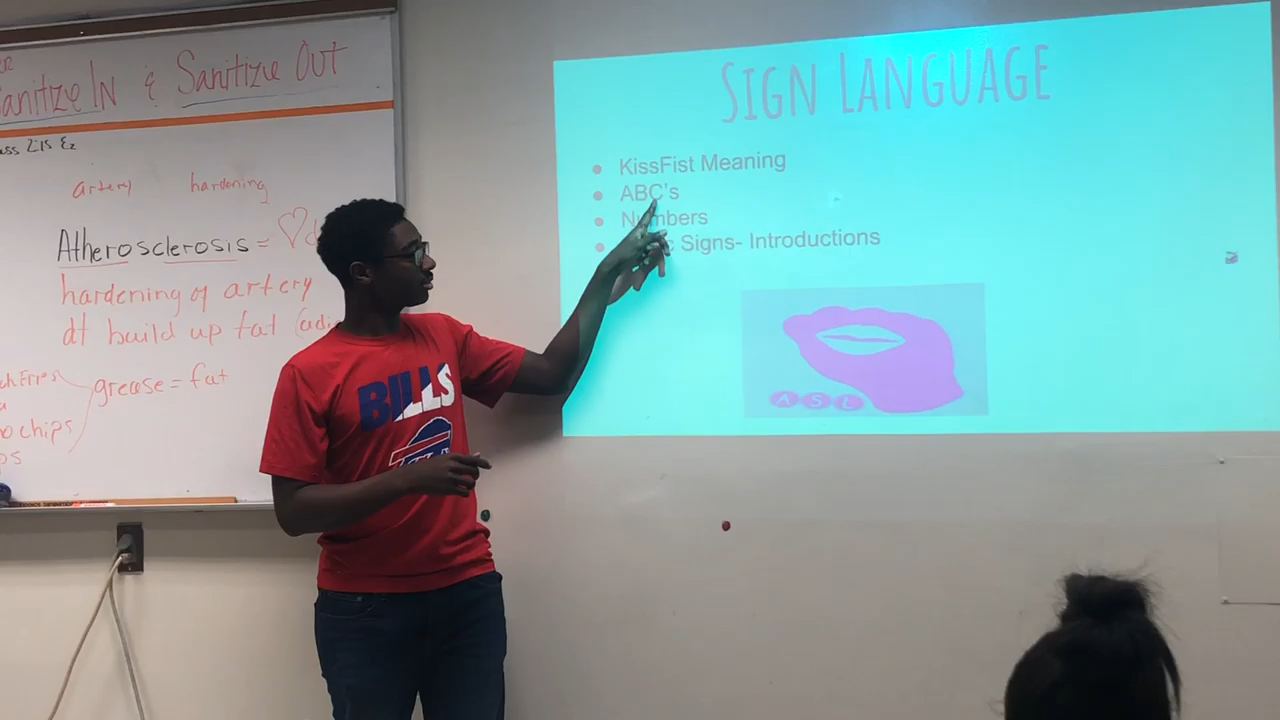 Sanitize IN & Sanitize Out
artery hardening
Atherosclerosis =
hardening of artery
dt build up fat
grease = fat
chips
BILLS
SIGN LANGUAGE
KissFist Meaning
ABC's
Numbers
Signs- Introductions
ASL